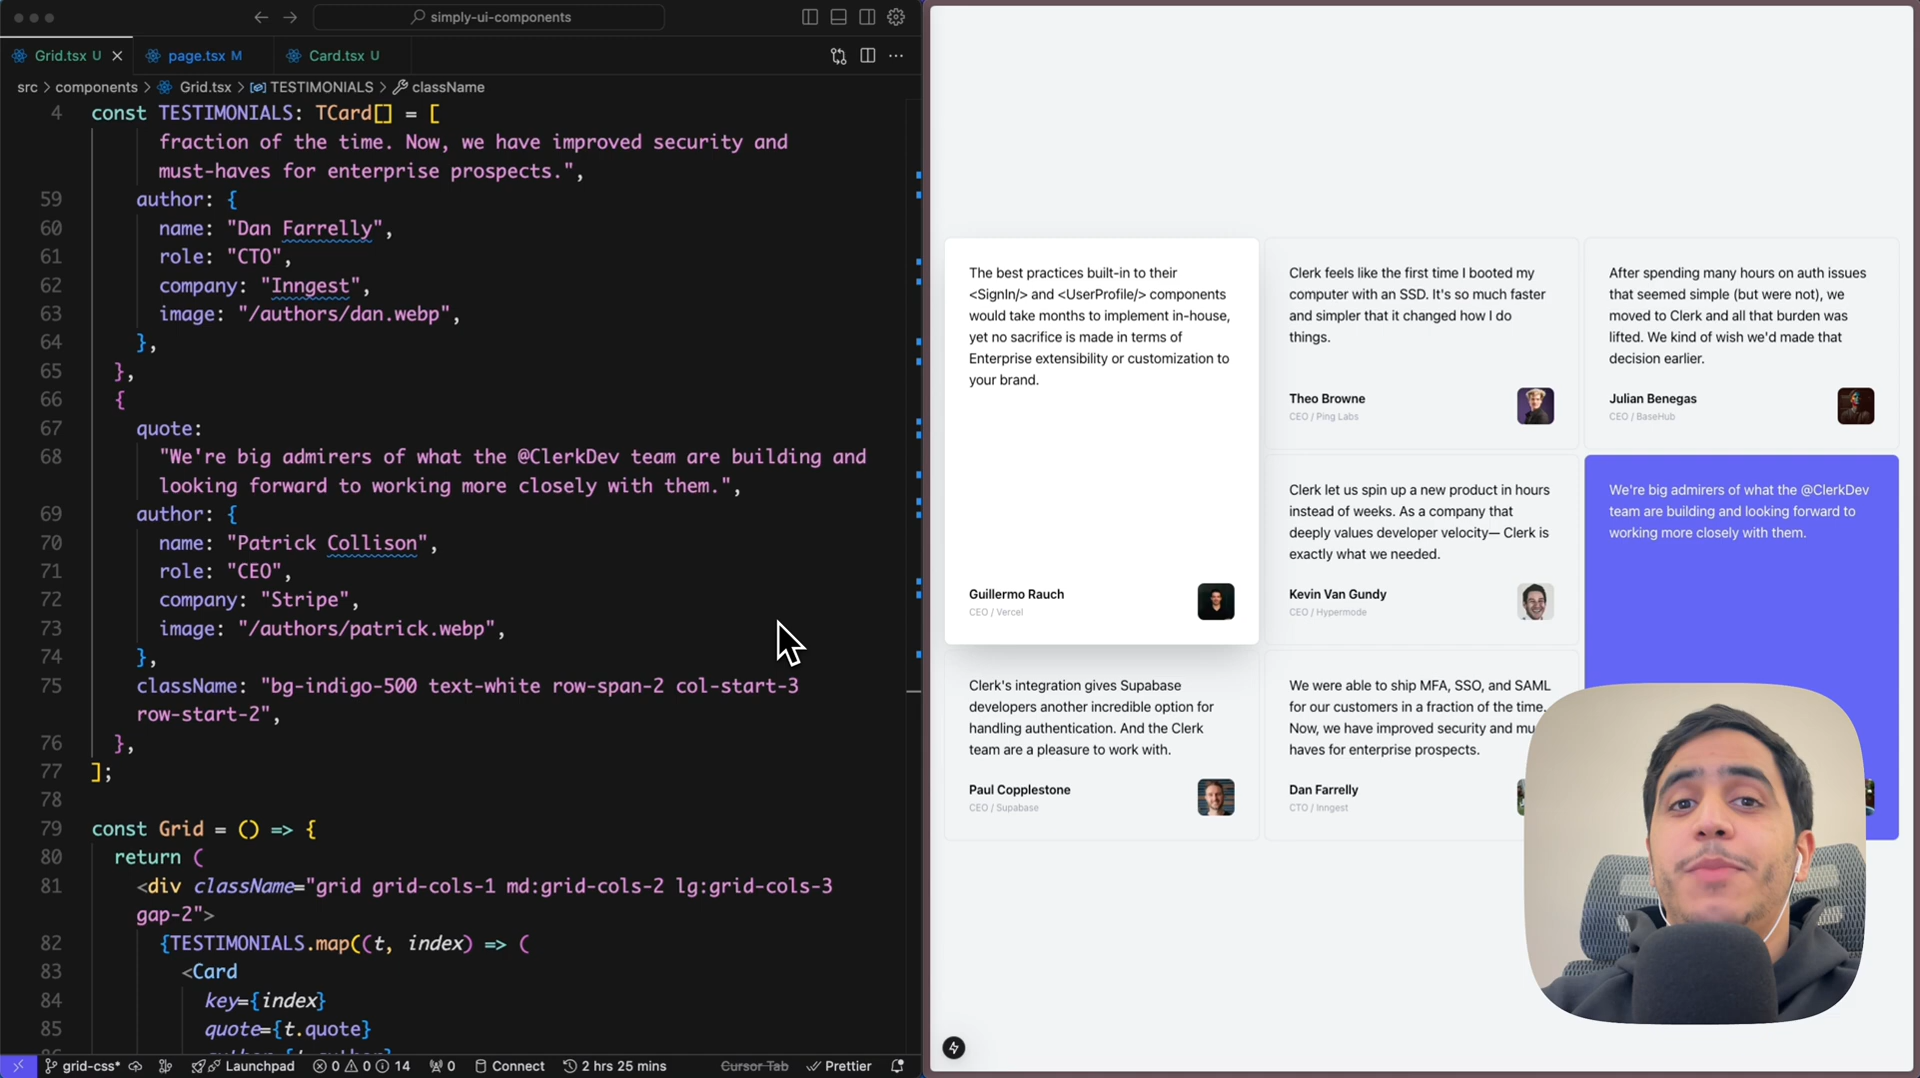 simply-ui-components
Grid.tsx U
page.tsx M
Card.tsx U
src > components > Grid.tsx > TESTIMONIALS > className
4 const TESTIMONIALS: TCard[] = [
fraction of the time. Now, we have improved security and
must-haves for enterprise prospects.",
59 author: {
60 name: "Dan Farrelly",
61 role: "CTO",
62 company: "Inngest",
63 image: "/authors/dan.webp",
64 },
65 },
66 {
67 quote:
68 "We're big admirers of what the @ClerkDev team are building and
looking forward to working more closely with them.",
69 author: {
70 name: "Patrick Collison",
71 role: "CEO",
72 company: "Stripe",
73 image: "/authors/patrick.webp",
74 },
75 className: "bg-indigo-500 text-white row-span-2 col-start-3
row-start-2",
76 },
77 ];
78
79 const Grid = () => {
80 return (
81 <div className="grid grid-cols-1 md:grid-cols-2 lg:grid-cols-3
gap-2">
82 {TESTIMONIALS.map((t, index) => (
83 <Card
84 key={index}
85 quote={t.quote}
grid-css*
Launchpad
0
0
14
0
Connect
2 hrs 25 mins
Cursor Tab
Prettier
The best practices built-in to their
<SignIn/> and <UserProfile/> components
would take months to implement in-house,
yet no sacrifice is made in terms of
Enterprise extensibility or customization to
your brand.
Guillermo Rauch
CEO / Vercel
Clerk feels like the first time I booted my
computer with an SSD. It's so much faster
and simpler that it changed how I do
things.
Theo Browne
CEO / Ping Labs
After spending many hours on auth issues
that seemed simple (but were not), we
moved to Clerk and all that burden was
lifted. We kind of wish we'd made that
decision earlier.
Julian Benegas
CEO / BaseHub
Clerk let us spin up a new product in hours
instead of weeks. As a company that
deeply values developer velocity— Clerk is
exactly what we needed.
Kevin Van Gundy
CEO / Hypermode
We're big admirers of what the @ClerkDev
team are building and looking forward to
working more closely with them.
Clerk's integration gives Supabase
developers another incredible option for
handling authentication. And the Clerk
team are a pleasure to work with.
Paul Copplestone
CEO / Supabase
We were able to ship MFA, SSO, and SAML
for our customers in a fraction of the time.
Now, we have improved security and mu
haves for enterprise prospects.
Dan Farrelly
CTO / Inngest